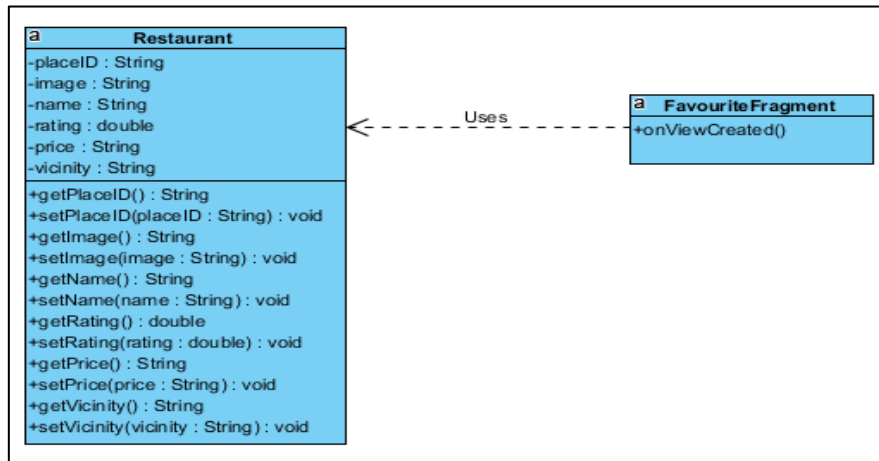 a
Restaurant
-placeID : String
-image : String
-name : String
-rating : double
-price : String
-vicinity : String
+getPlaceID() : String
+setPlaceID(placeID : String) : void
+getImage() : String
+setImage(image : String) : void
+getName() : String
+setName(name : String) : void
+getRating() : double
+setRating(rating : double) : void
+getPrice() : String
+setPrice(price : String) : void
+getVicinity() : String
+setVicinity(vicinity : String) : void
Uses
a
FavouriteFragment
+onViewCreated()